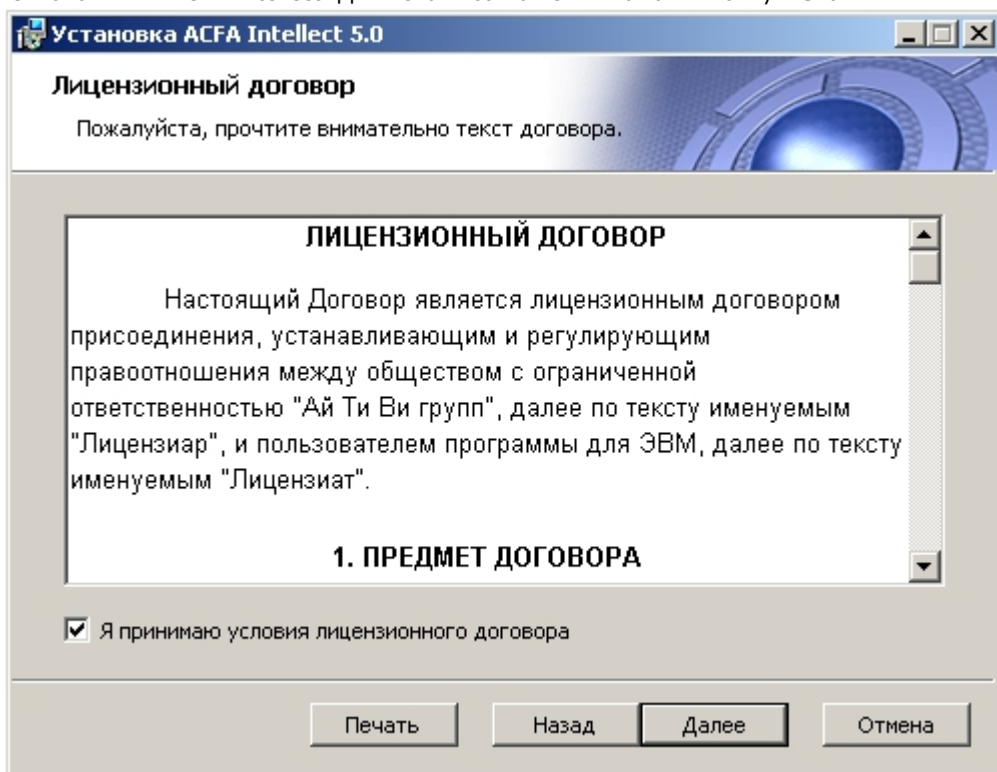 Установка ACFA Intellect 5.0
Лицензионный договор
Пожалуйста, прочтите внимательно текст договора.
ЛИЦЕНЗИОННЫЙ ДОГОВОР
Настоящий Договор является лицензионным договором
присоединения, устанавливающим и регулирующим
правоотношения между обществом с ограниченной
ответственностью "Ай Ти Ви групп", далее по тексту именуемым
"Лицензиар", и пользователем программы для ЭВМ, далее по тексту
именуемым "Лицензиат".
1. ПРЕДМЕТ ДОГОВОРА
Я принимаю условия лицензионного договора
Печать Назад Далее Отмена